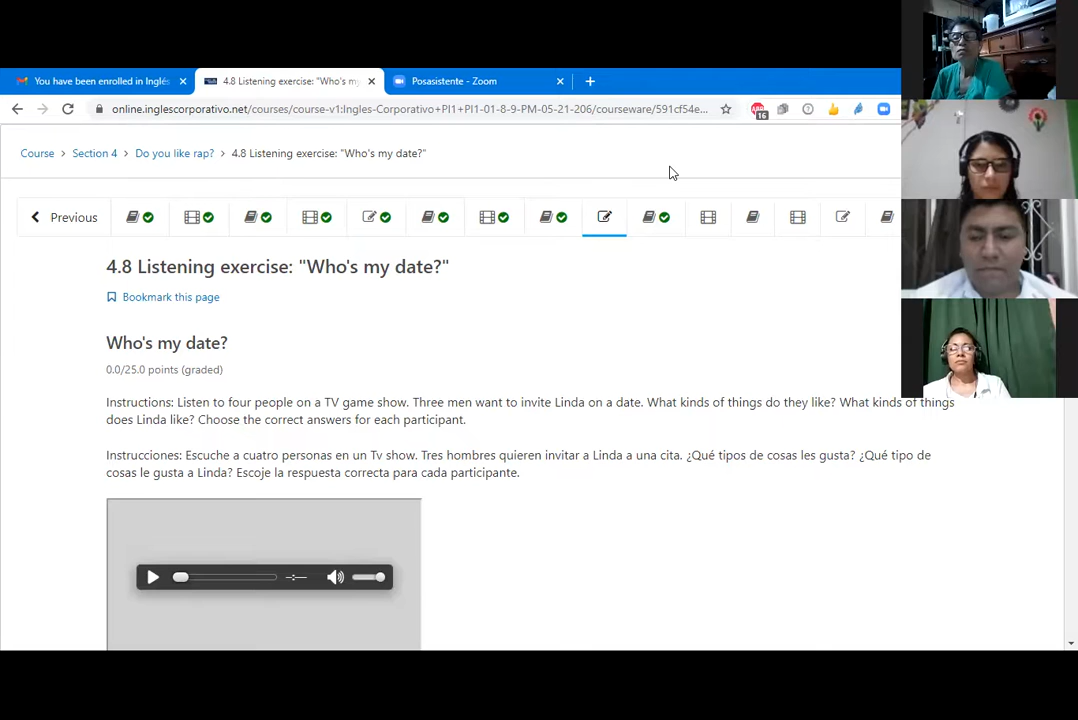 You have been enrolled in Inglés
4.8 Listening exercise: "Who's my
Posasistente - Zoom
online.inglescorporativo.net/courses/course-v1:Ingles-Corporativo+PI1+PI1-01-8-9-PM-05-21-206/courseware/591cf54e...
16
Course > Section 4 > Do you like rap? > 4.8 Listening exercise: "Who's my date?"
Previous
4.8 Listening exercise: "Who's my date?"
Bookmark this page
Who's my date?
0.0/25.0 points (graded)
Instructions: Listen to four people on a TV game show. Three men want to invite Linda on a date. What kinds of things do they like? What kinds of things
does Linda like? Choose the correct answers for each participant.
Instrucciones: Escuche a cuatro personas en un Tv show. Tres hombres quieren invitar a Linda a una cita. ¿Qué tipos de cosas les gusta? ¿Qué tipo de
cosas le gusta a Linda? Escoje la respuesta correcta para cada participante.
-:--